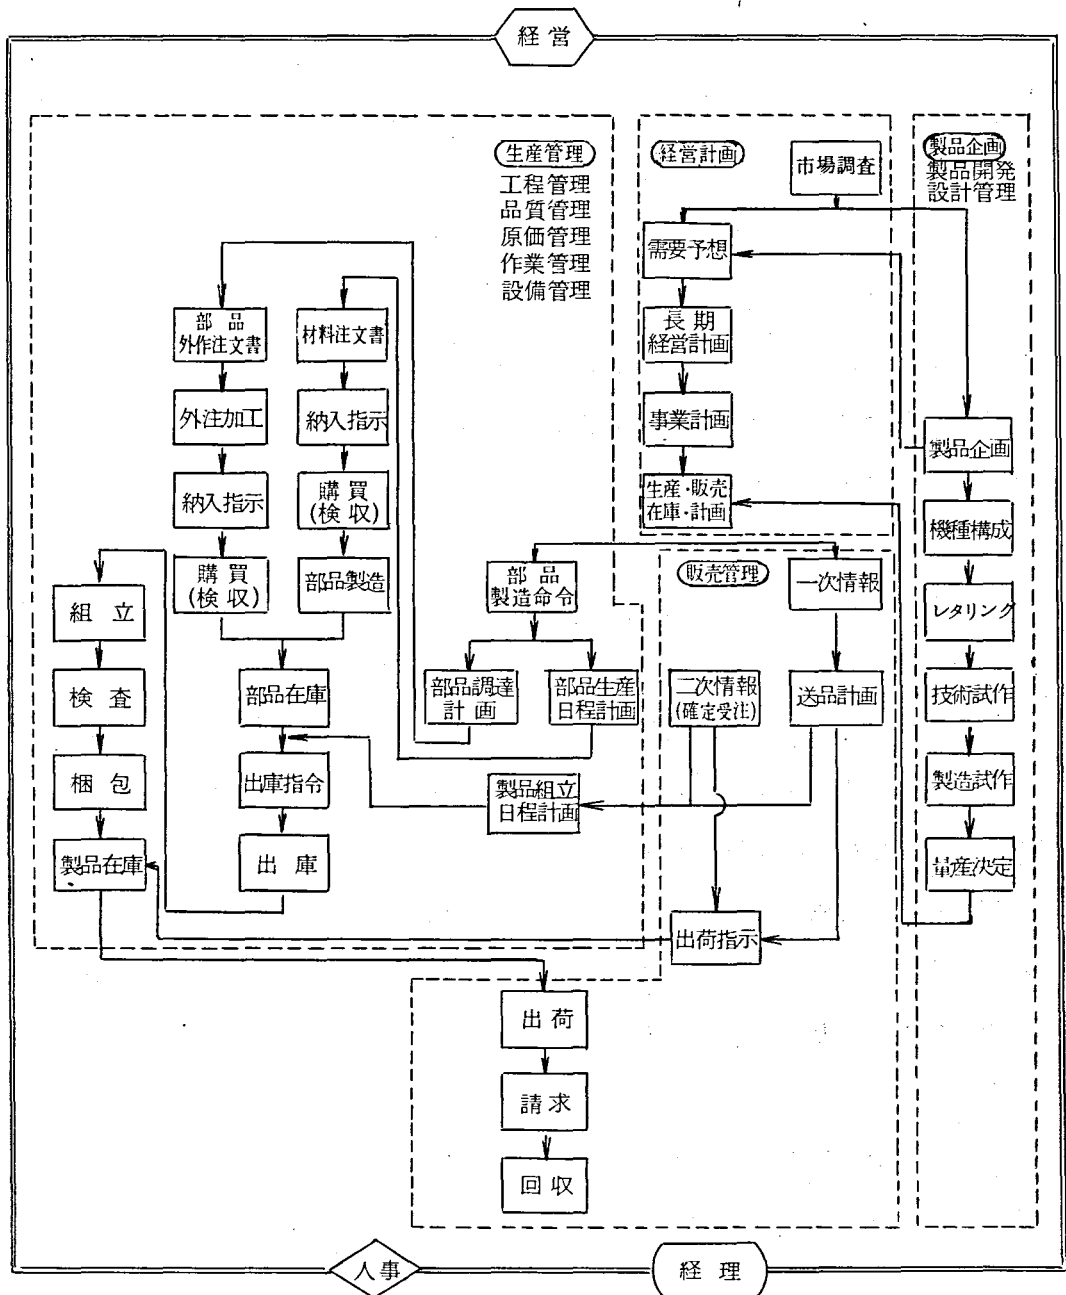 経営
生産管理
工程管理
品質管理
原価管理
作業管理
設備管理
経営計画
市場調査
製品企画
製品開発
設計管理
需要予想
長期
経営計画
事業計画
生産・販売
在庫・計画
製品企画
機種構成
レタリング
技術試作
製造試作
量産決定
部品
外作注文書
材料注文書
外注加工
納入指示
納入指示
購買
(検収)
購買
(検収)
部品製造
部品
製造命令
販売管理
一次情報
組立
検査
梱包
製品在庫
部品在庫
出庫指令
出庫
部品調達
計画
部品生産
日程計画
二次情報
(確定受注)
送品計画
製品組立
日程計画
出荷指示
出荷
請求
回収
人事
経理